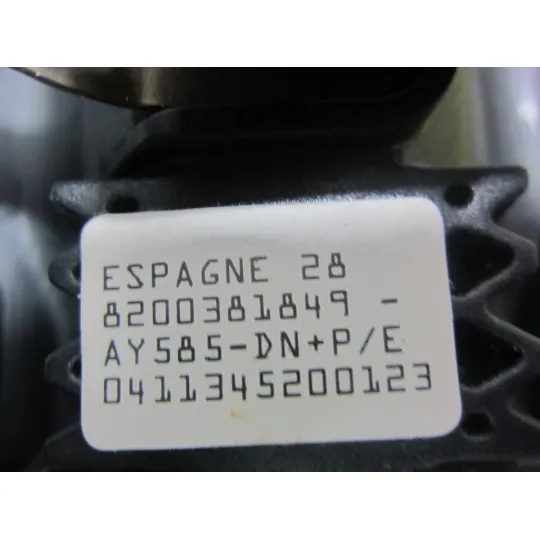 ESPAGNE 28
8200381849 -
AY585-DN+P/E
0411345200123